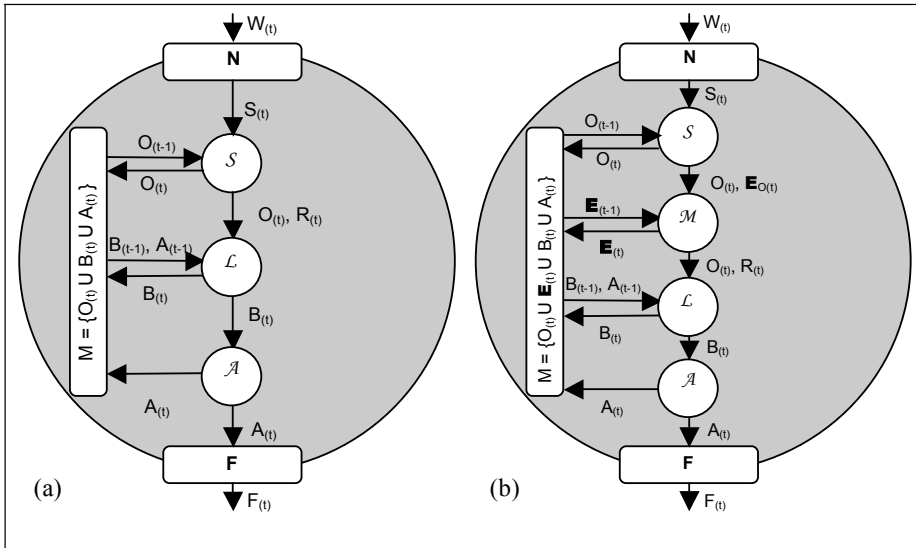 W(t)
N
S(t)
O(t-1)
𝒮
O(t)
O(t), R(t)
M = {O(t) U B(t) U A(t)}
B(t-1), A(t-1)
ℒ
B(t)
B(t)
𝒜
A(t)
A(t)
F
(a)
F(t)
W(t)
N
S(t)
O(t-1)
𝒮
O(t)
O(t), E O(t)
M = {O(t) U E(t) U B(t) U A(t)}
E(t-1)
ℳ
E(t)
O(t), R(t)
B(t-1), A(t-1)
ℒ
B(t)
B(t)
𝒜
A(t)
A(t)
F
(b)
F(t)